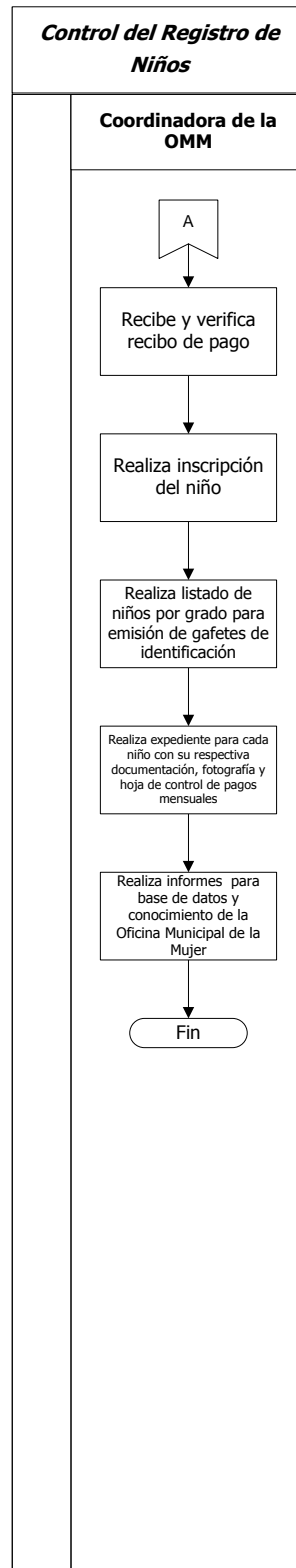 Control del Registro de
Niños
Coordinadora de la
OMM
A
Recibe y verifica
recibo de pago
Realiza inscripción
del niño
Realiza listado de
niños por grado para
emisión de gafetes de
identificación
Realiza expediente para cada
niño con su respectiva
documentación, fotografía y
hoja de control de pagos
mensuales
Realiza informes para
base de datos y
conocimiento de la
Oficina Municipal de la
Mujer
Fin